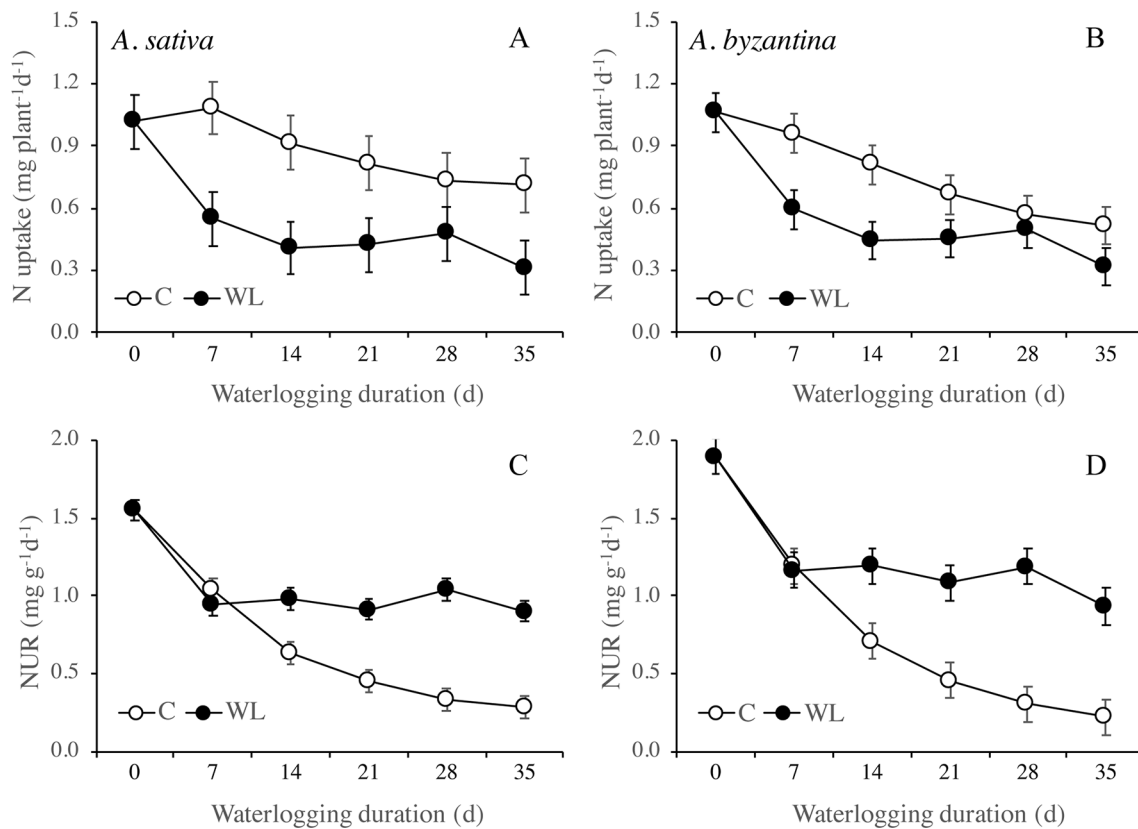 A. sativa
A
N uptake (mg plant⁻¹d⁻¹)
1.5
1.2
0.9
0.6
0.3
0.0
C WL
0 7 14 21 28 35
Waterlogging duration (d)
A. byzantina
B
N uptake (mg plant⁻¹d⁻¹)
1.5
1.2
0.9
0.6
0.3
0.0
C WL
0 7 14 21 28 35
Waterlogging duration (d)
C
NUR (mg g⁻¹d⁻¹)
2.0
1.5
1.0
0.5
0.0
C WL
0 7 14 21 28 35
Waterlogging duration (d)
D
NUR (mg g⁻¹d⁻¹)
2.0
1.5
1.0
0.5
0.0
C WL
0 7 14 21 28 35
Waterlogging duration (d)